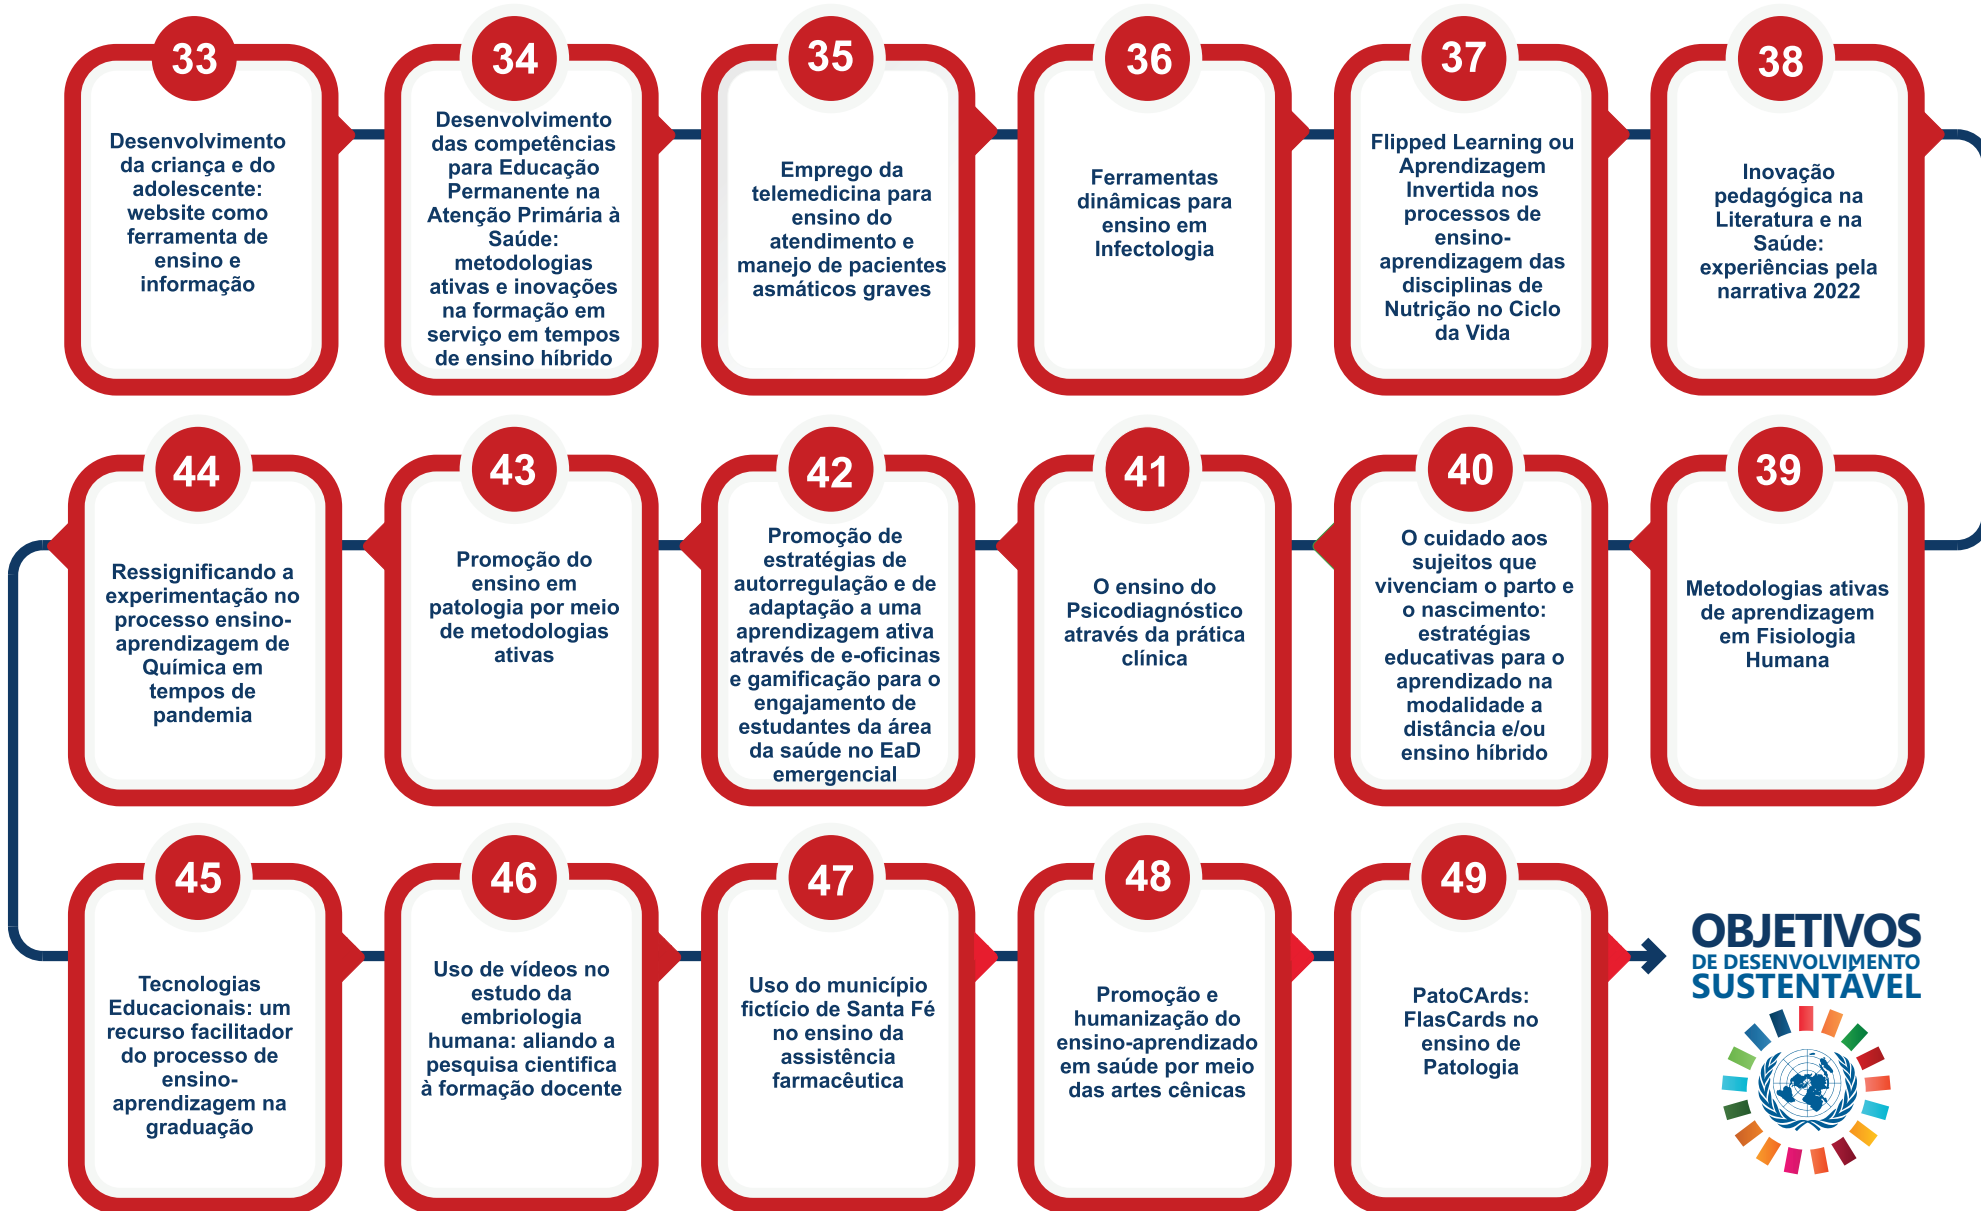 33
Desenvolvimento
da criança e do
adolescente:
website como
ferramenta de
ensino e
informação
34
Desenvolvimento
das competências
para Educação
Permanente na
Atenção Primária à
Saúde:
metodologias
ativas e inovações
na formação em
serviço em tempos
de ensino híbrido
35
Emprego da
telemedicina para
ensino do
atendimento e
manejo de pacientes
asmáticos graves
36
Ferramentas
dinâmicas para
ensino em
Infectologia
37
Flipped Learning ou
Aprendizagem
Invertida nos
processos de
ensino-
aprendizagem das
disciplinas de
Nutrição no Ciclo
da Vida
38
Inovação
pedagógica na
Literatura e na
Saúde:
experiências pela
narrativa 2022
39
Metodologias ativas
de aprendizagem
em Fisiologia
Humana
40
O cuidado aos
sujeitos que
vivenciam o parto e
o nascimento:
estratégias
educativas para o
aprendizado na
modalidade a
distância e/ou
ensino híbrido
41
O ensino do
Psicodiagnóstico
através da prática
clínica
42
Promoção de
estratégias de
autorregulação e de
adaptação a uma
aprendizagem ativa
através de e-oficinas
e gamificação para o
engajamento de
estudantes da área
da saúde no EaD
emergencial
43
Promoção do
ensino em
patologia por meio
de metodologias
ativas
44
Ressignificando a
experimentação no
processo ensino-
aprendizagem de
Química em
tempos de
pandemia
45
Tecnologias
Educacionais: um
recurso facilitador
do processo de
ensino-
aprendizagem na
graduação
46
Uso de vídeos no
estudo da
embriologia
humana: aliando a
pesquisa cientifica
à formação docente
47
Uso do município
fictício de Santa Fé
no ensino da
assistência
farmacêutica
48
Promoção e
humanização do
ensino-aprendizado
em saúde por meio
das artes cênicas
49
PatoCArds:
FlasCards no
ensino de
Patologia
OBJETIVOS
DE DESENVOLVIMENTO
SUSTENTÁVEL